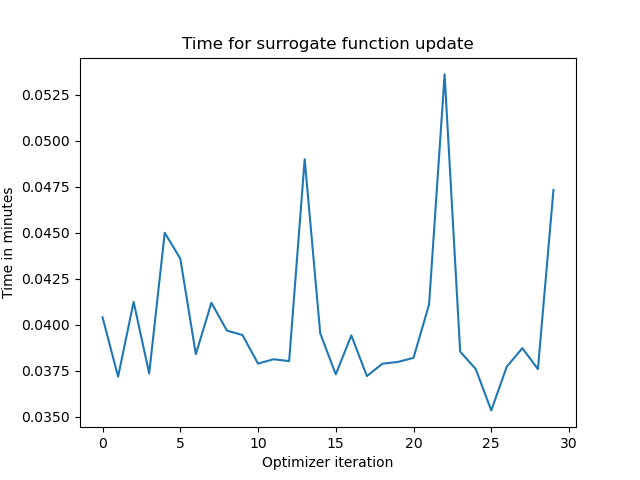 Time for surrogate function update
0.0525
0.0500
0.0475
0.0450
0.0425
0.0400
0.0375
0.0350
Time in minutes
0 5 10 15 20 25 30
Optimizer iteration